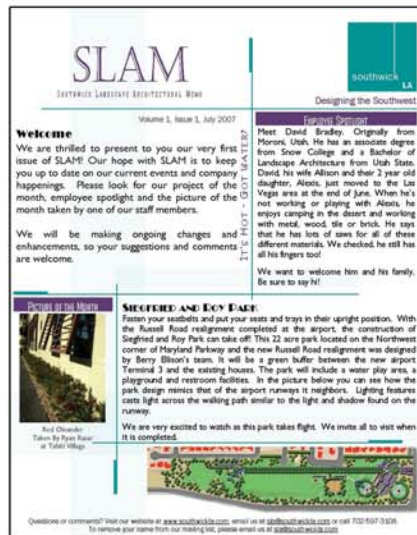 SLAM
SOUTHWICK LANDSCAPE ARCHITECTURAL MEMO
southwick
LA
Designing the Southwest
Volume 1, Issue 1, July 2007
Welcome
We are thrilled to present to you our very first
issue of SLAM! Our hope with SLAM is to keep
you up to date on our current events and company
happenings. Please look for our project of the
month, employee spotlight and the picture of the
month taken by one of our staff members.
We will be making ongoing changes and
enhancements, so your suggestions and comments
are welcome.
IT'S HOT - GOT WATER?
EMPLOYEE SPOTLIGHT
Meet David Bradley. Originally from
Moroni, Utah. He has an associate degree
from Snow College and a Bachelor of
Landscape Architecture from Utah State.
David, his wife Allison and their 2 year old
daughter, Alexis, just moved to the Las
Vegas area at the end of June. When he's
not working or playing with Alexis, he
enjoys camping in the desert and working
with metal, wood, tile or brick. He says
that he has lots of saws for all of these
different materials. We checked, he still has
all his fingers too!
We want to welcome him and his family.
Be sure to say hi!
PICTURE OF THE MONTH
Red Oleander
Taken By Ryan
at Tahiti Village
SIEGFRIED AND ROY PARK
Fasten your seatbelts and put your seats and trays in their upright position. With
the Russell Road realignment completed at the airport, the construction of
Siegfried and Roy Park can take off! This 22 acre park located on the Northwest
corner of Maryland Parkway and the new Russell Road realignment was designed
by Berry Ellison's team. It will be a green buffer between the new airport
Terminal 3 and the existing houses. The park will include a water play area, a
playground and restroom facilities. In the picture below you can see how the
park design mimics that of the airport runways it neighbors. Lighting features
casts light across the walking path similar to the light and shadow found on the
runway.
We are very excited to watch as this park takes flight. We invite all to visit when
it is completed.
Questions or comments? Visit our website at www.southwickla.com, email us at sla@southwickla.com or call 702-597-3108.
To remove your name from our mailing list, please email us at sla@southwickla.com